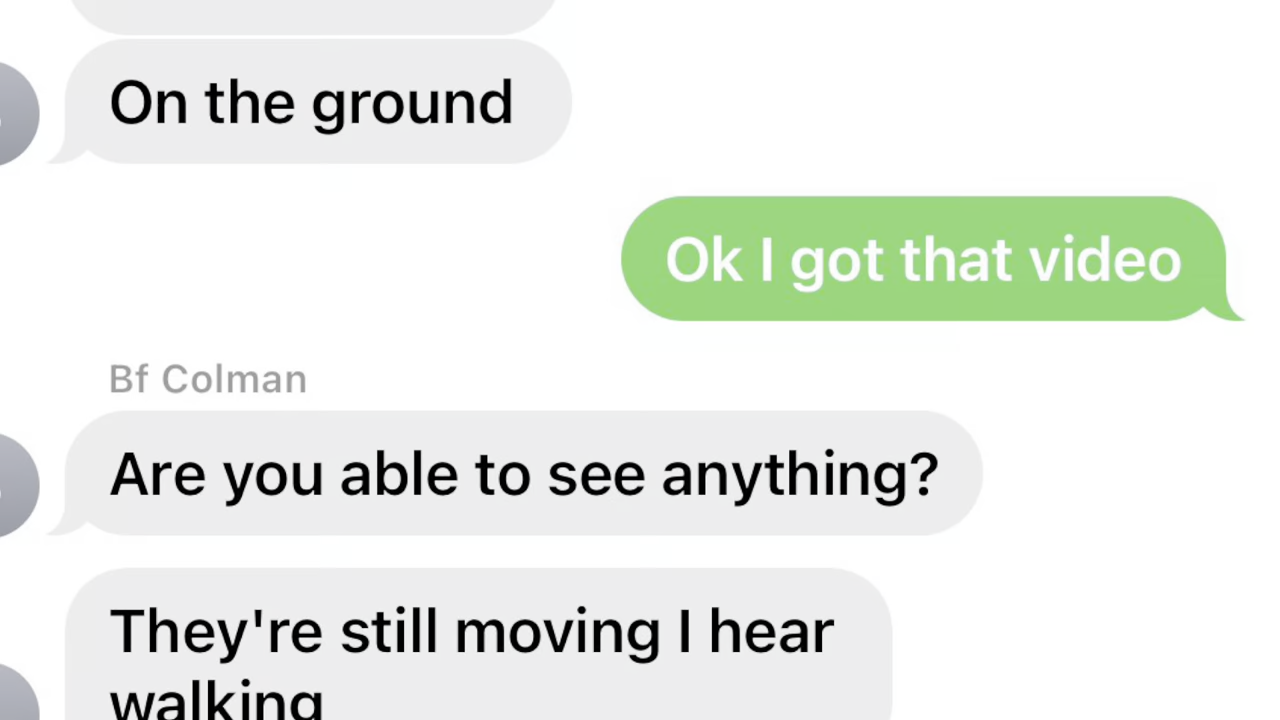 On the ground
Ok I got that video
Bf Colman
Are you able to see anything?
They're still moving I hear
walking